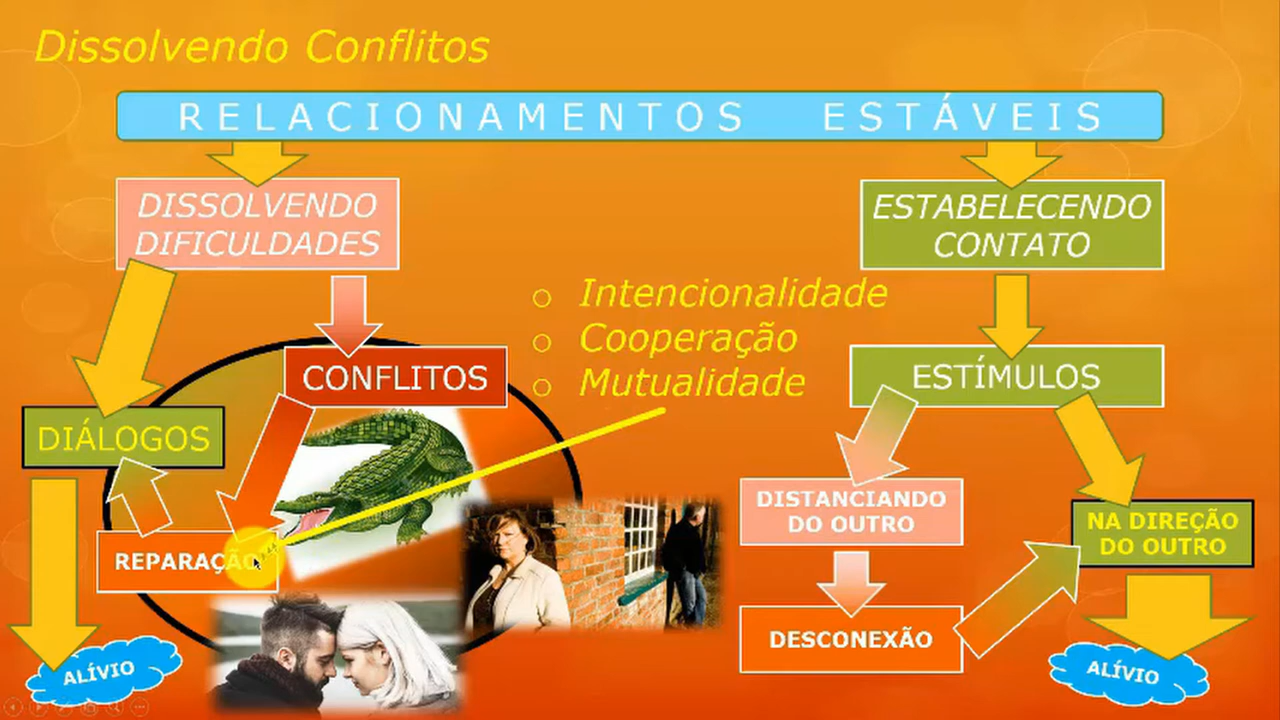 Dissolvendo Conflitos
RELACIONAMENTOS ESTÁVEIS
DISSOLVENDO
DIFICULDADES
ESTABELECENDO
CONTATO
o Intencionalidade
o Cooperação
o Mutualidade
CONFLITOS
ESTÍMULOS
DIÁLOGOS
DISTANCIANDO
DO OUTRO
NA DIREÇÃO
DO OUTRO
REPARAÇÃO
DESCONEXÃO
ALÍVIO
ALÍVIO